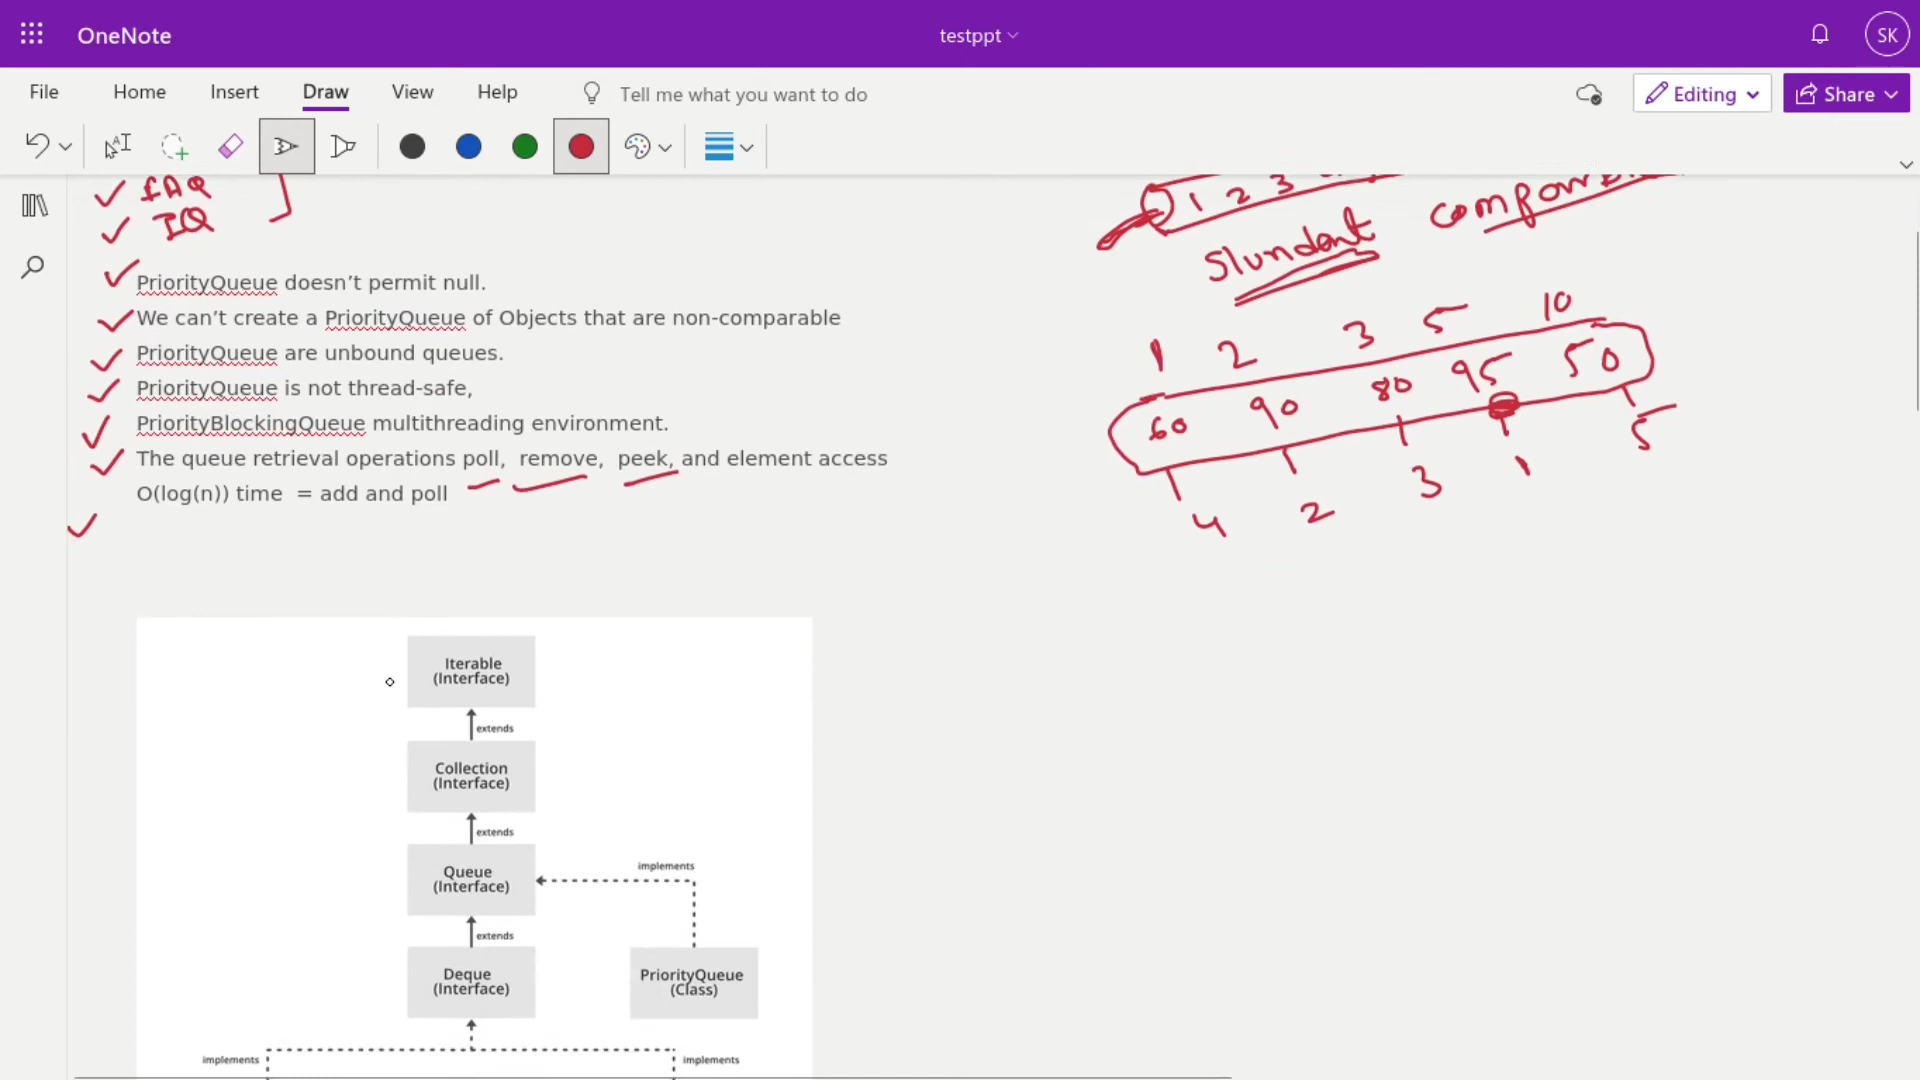 OneNote
testppt
SK
File Home Insert Draw View Help Tell me what you want to do
Editing Share
IQ
1 2 3
Slundent
PriorityQueue doesn’t permit null.
We can’t create a PriorityQueue of Objects that are non-comparable
PriorityQueue are unbound queues.
PriorityQueue is not thread-safe,
PriorityBlockingQueue multithreading environment.
The queue retrieval operations poll, remove, peek, and element access
O(log(n)) time = add and poll
1 2 3 5 10
60 90 80 95 50
4 2 3 1 5
Iterable
(Interface)
extends
Collection
(Interface)
extends
Queue
(Interface)
implements
extends
Deque
(Interface)
PriorityQueue
(Class)
implements
implements